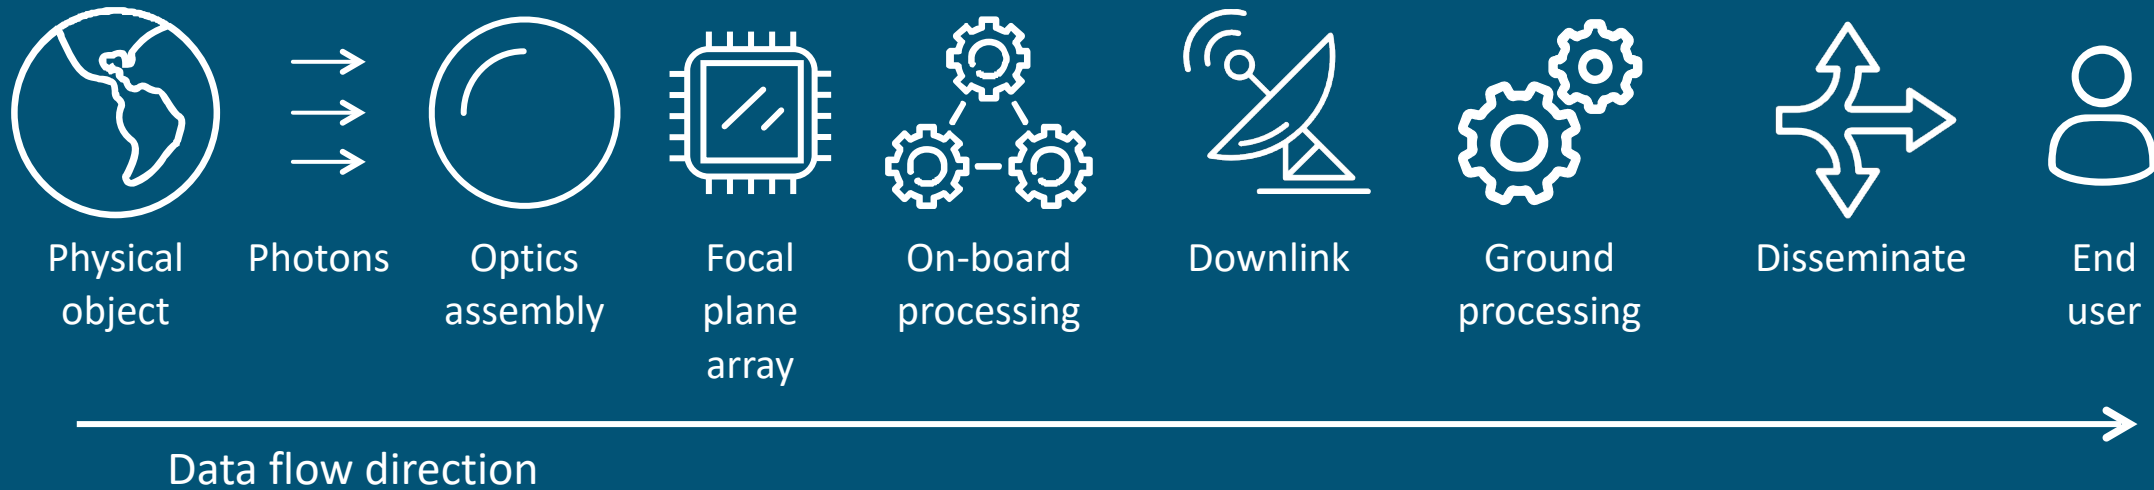 Physical
object
Photons
Optics
assembly
Focal
plane
array
On-board
processing
Downlink
Ground
processing
Disseminate
End
user
Data flow direction